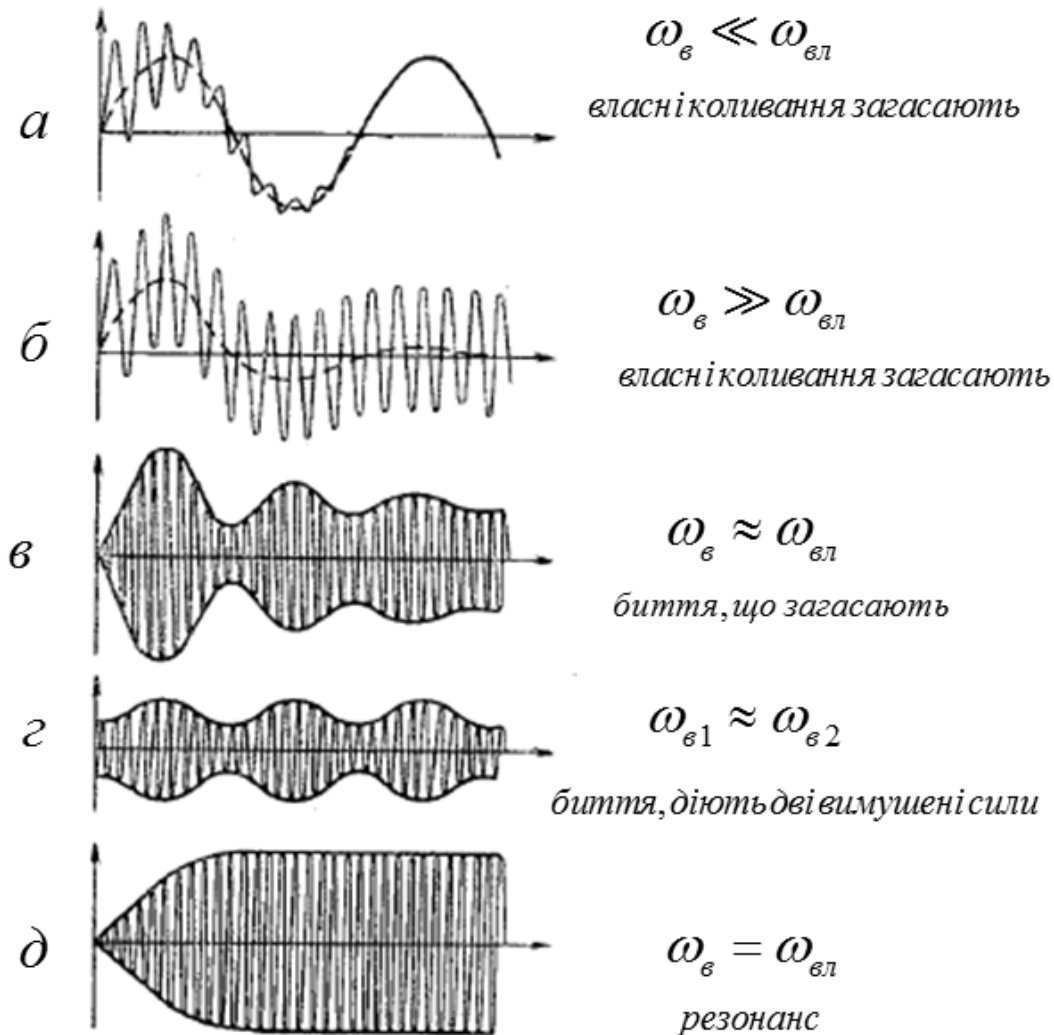 а
ω_в ≪ ω_вл
власні коливання загасають
б
ω_в ≫ ω_вл
власні коливання загасають
в
ω_в ≈ ω_вл
биття, що загасають
г
ω_в1 ≈ ω_в2
биття, діють дві вимушені сили
д
ω_в = ω_вл
резонанс